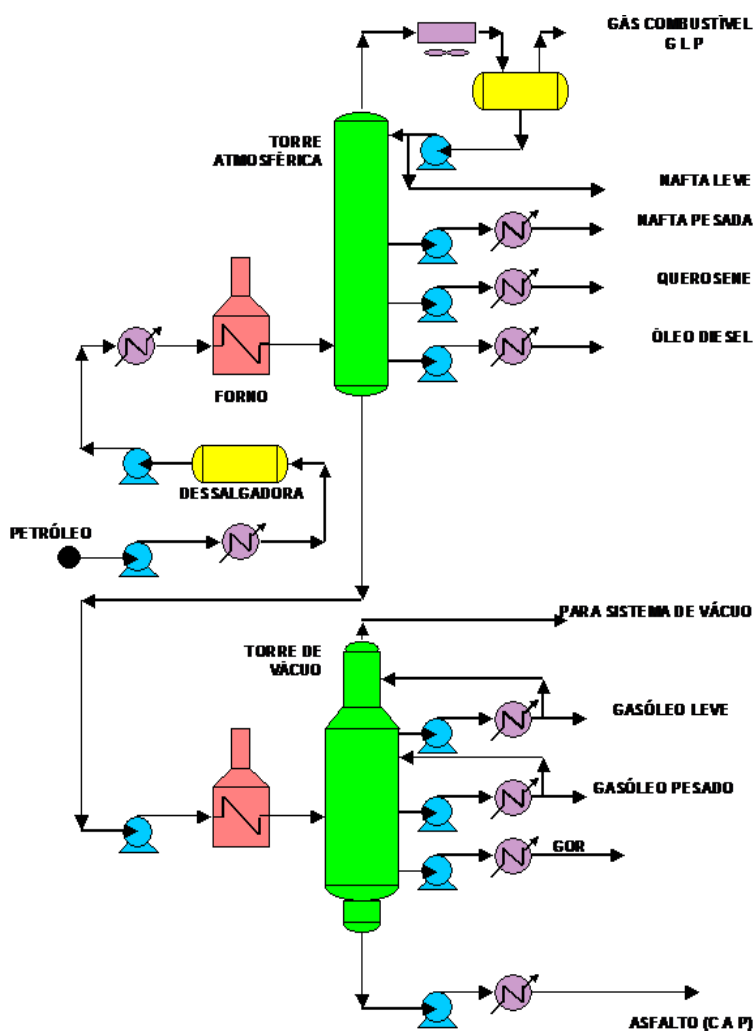 GÁS COMBUSTÍVEL
G L P
TORRE
ATMOSFÉRICA
NAFTA LEVE
NAFTA PESADA
QUEROSENE
ÓLEO DIESEL
FORNO
DESSALGADORA
PETRÓLEO
PARA SISTEMA DE VÁCUO
TORRE DE
VÁCUO
GASÓLEO LEVE
GASÓLEO PESADO
GOR
ASFALTO (C A P)